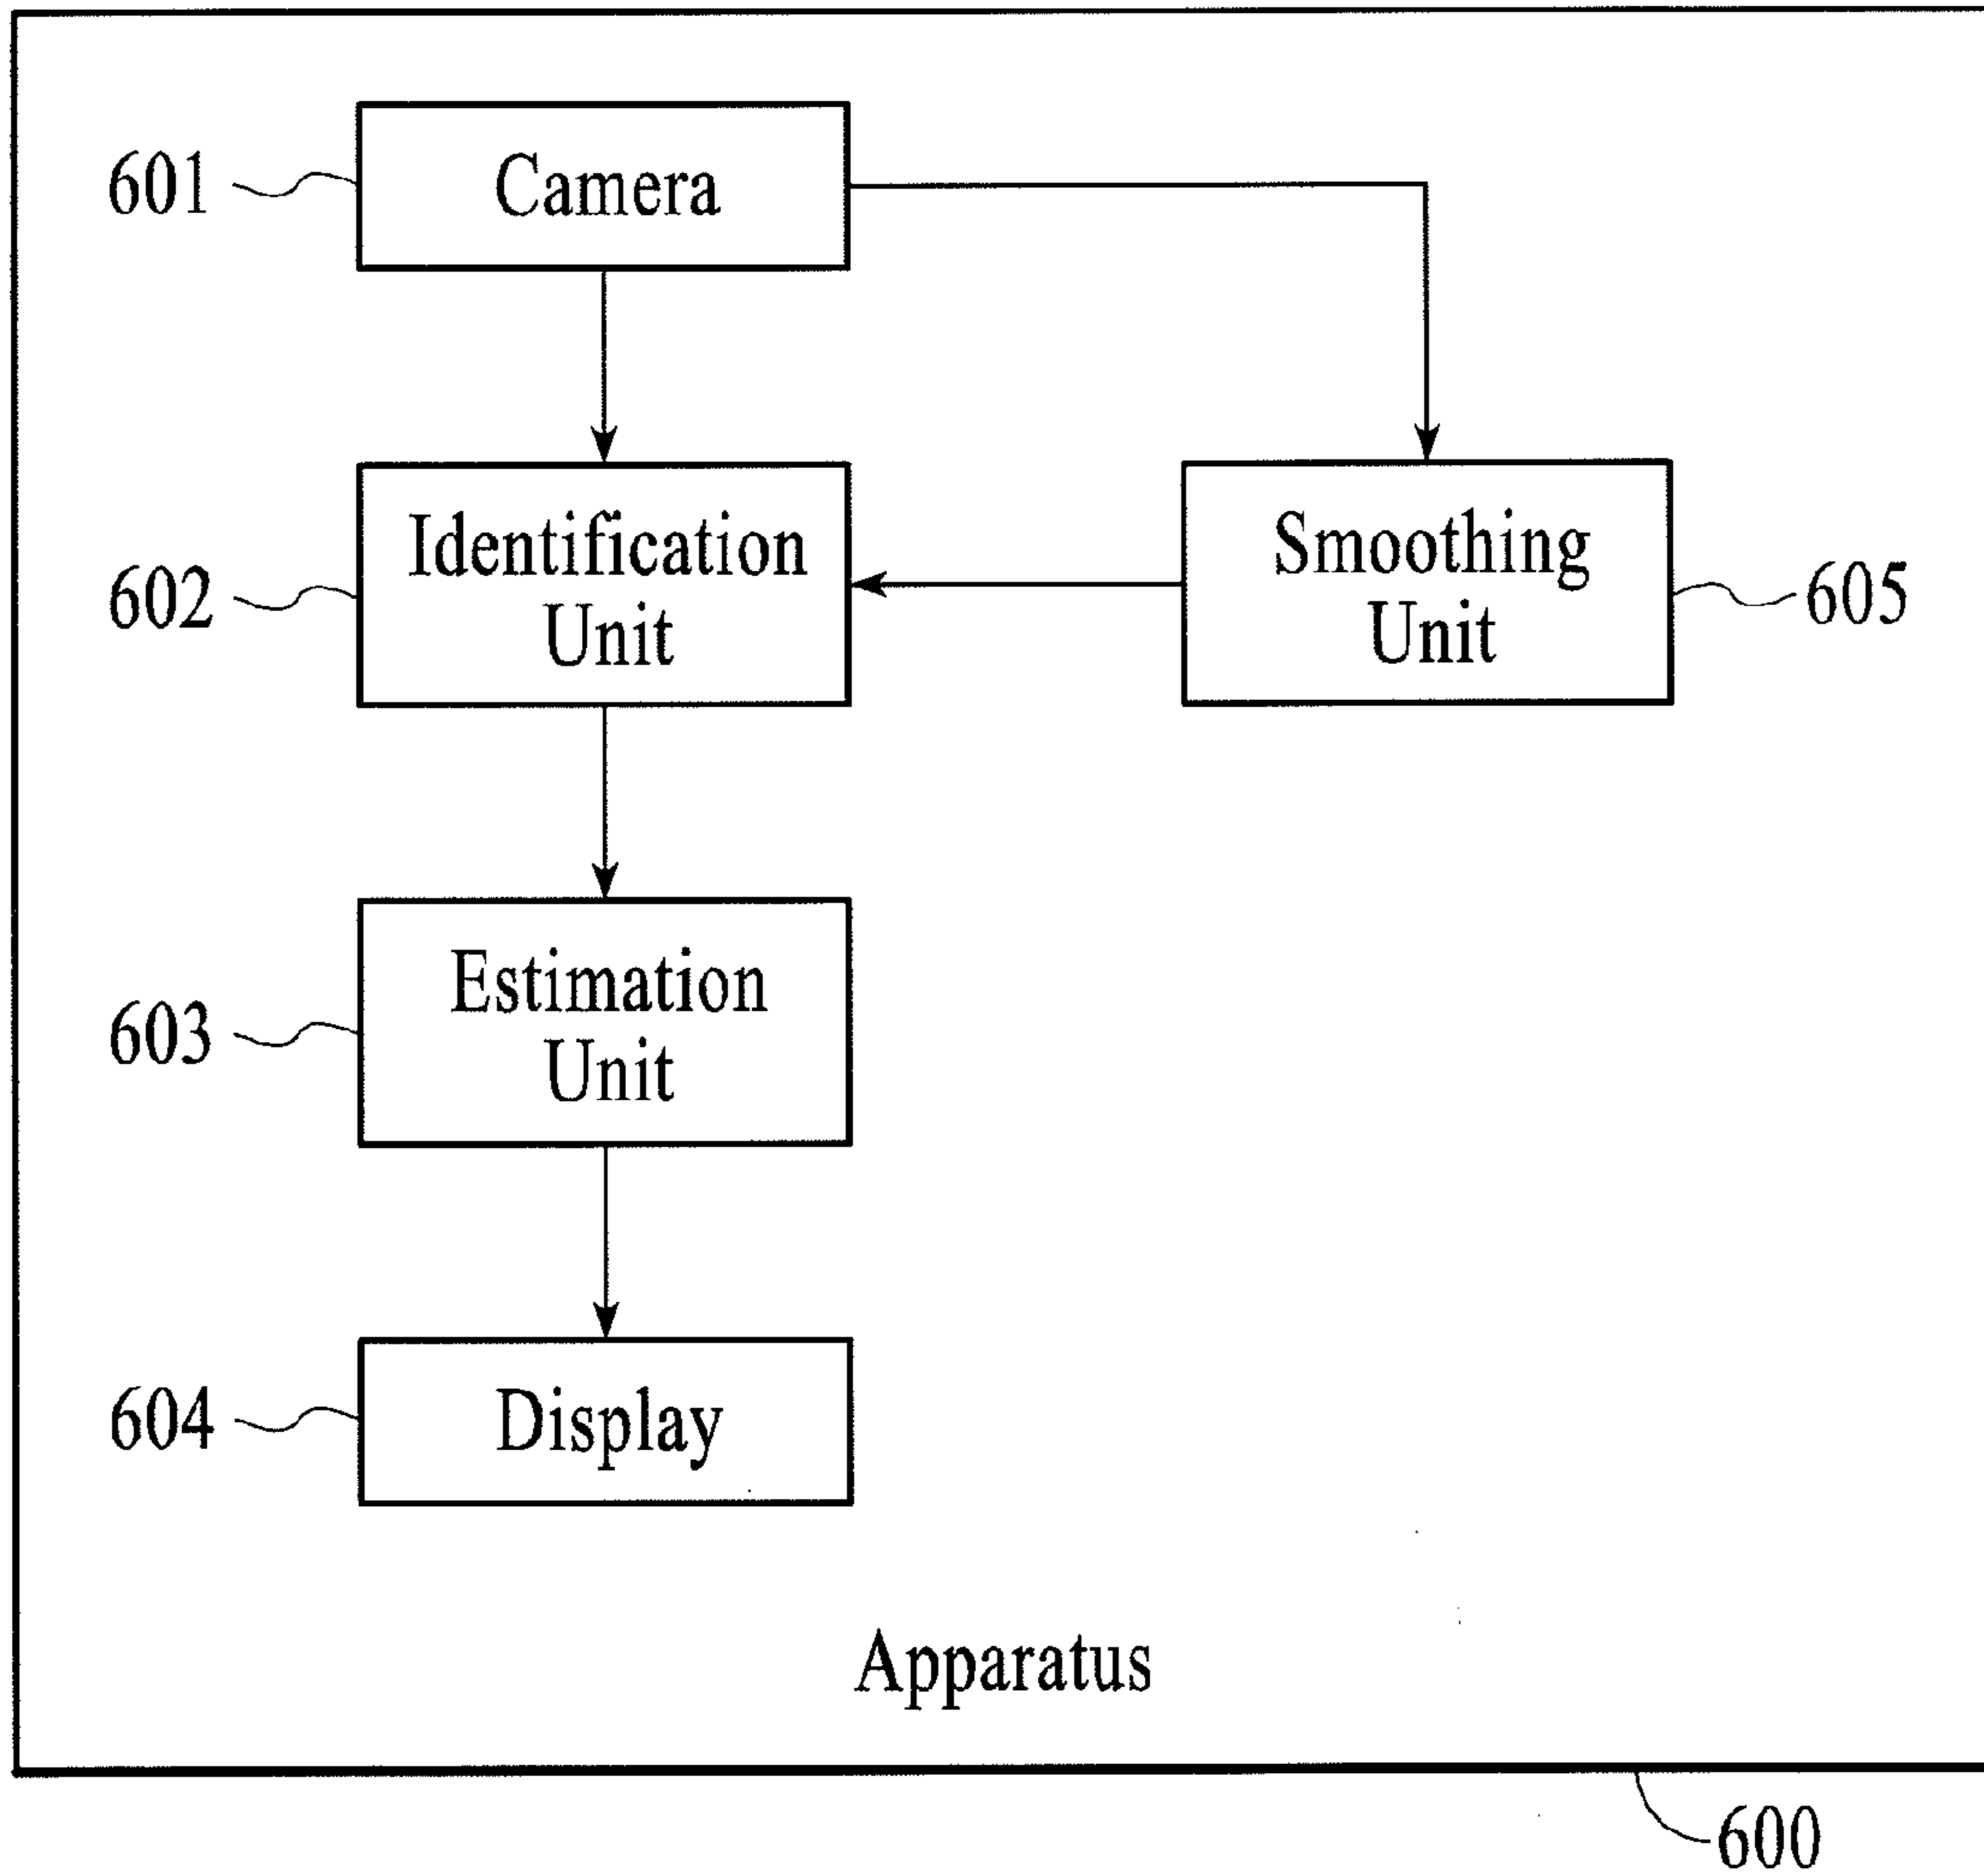 601
Camera
602
Identification
Unit
Smoothing
Unit
605
603
Estimation
Unit
604
Display
Apparatus
600